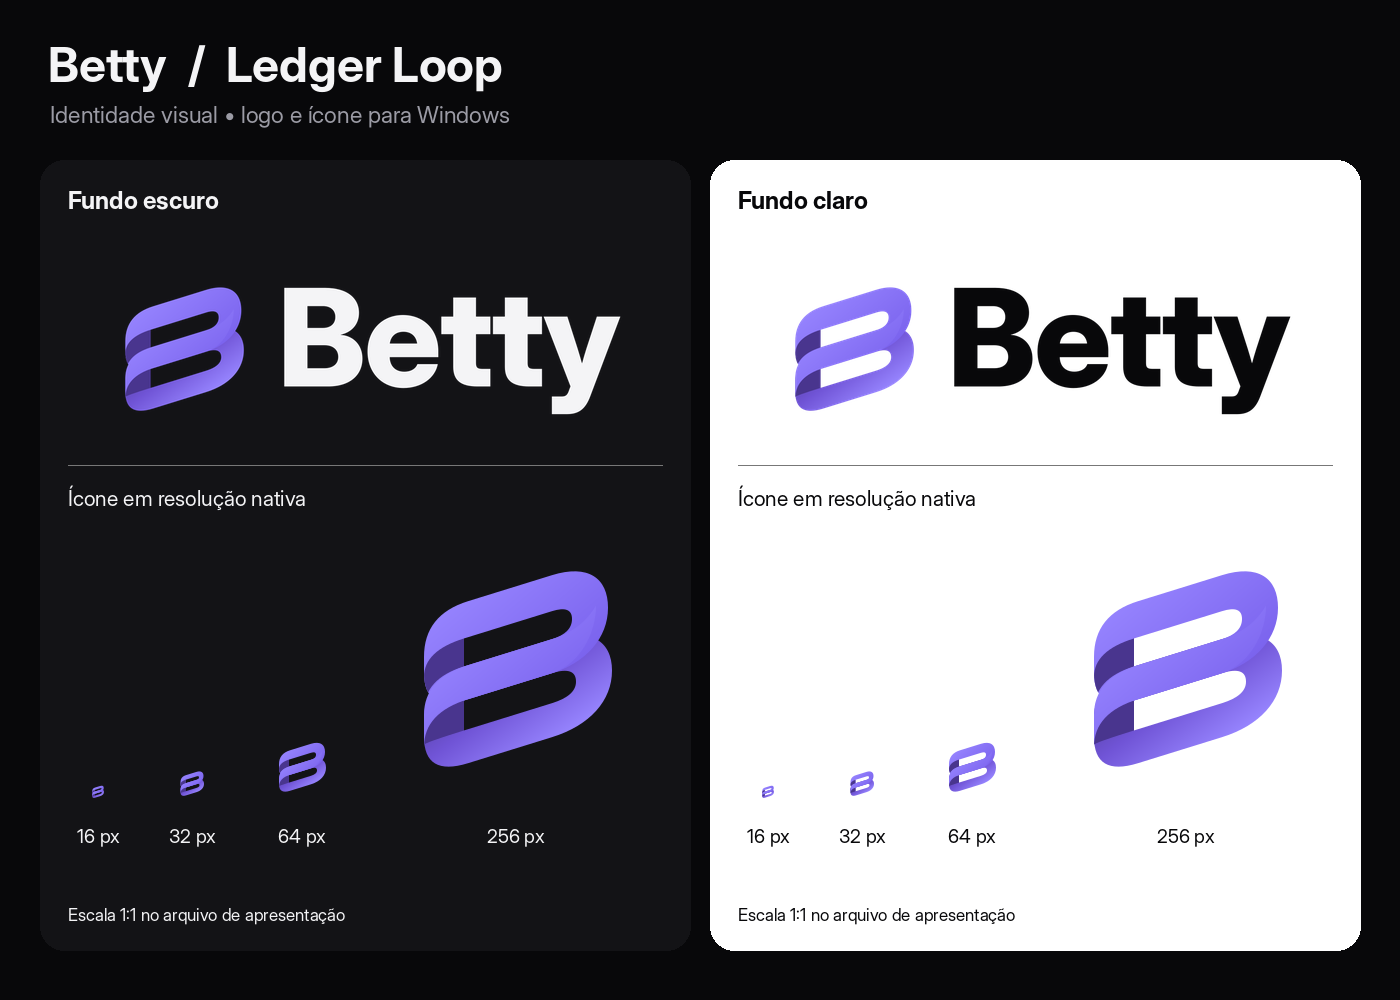 Betty / Ledger Loop
Identidade visual • logo e ícone para Windows
Fundo escuro
Betty
Ícone em resolução nativa
16 px
32 px
64 px
256 px
Escala 1:1 no arquivo de apresentação
Fundo claro
Betty
Ícone em resolução nativa
16 px
32 px
64 px
256 px
Escala 1:1 no arquivo de apresentação